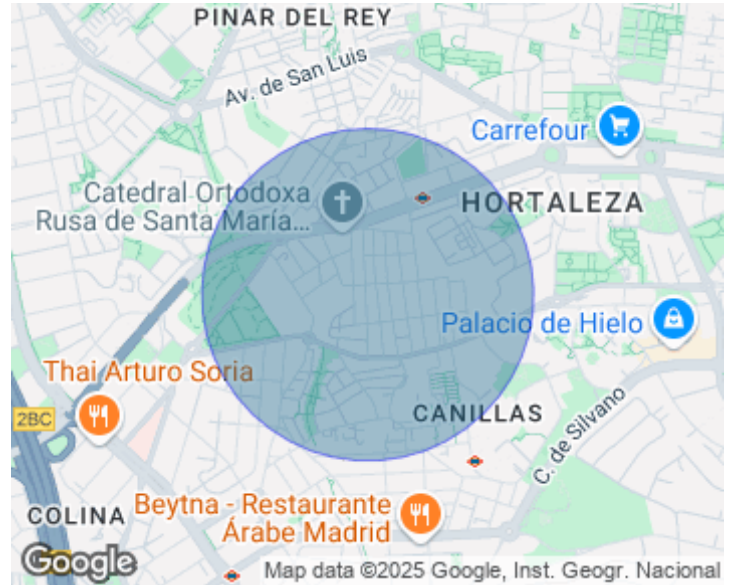 PINAR DEL REY
Av. de San Luis
Carrefour
Catedral Ortodoxa
Rusa de Santa María...
HORTALEZA
Palacio de Hielo
Thai Arturo Soria
2BC
CANILLAS
C. de Silvano
Beytna - Restaurante
Árabe Madrid
COLINA
Google
Map data ©2025 Google, Inst. Geogr. Nacional